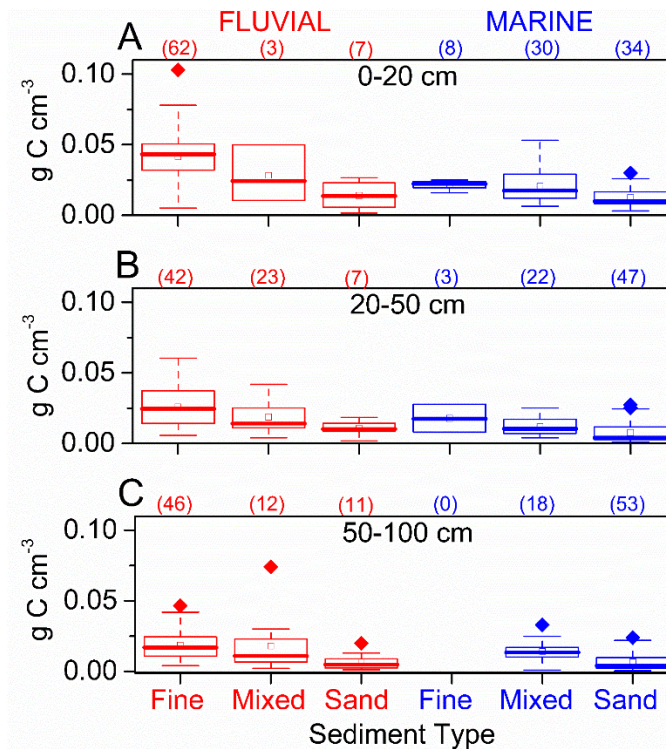 A FLUVIAL MARINE
(62) (3) (7) (8) (30) (34)
0-20 cm
0.10
0.05
0.00
g C cm-3
B
(42) (23) (7) (3) (22) (47)
20-50 cm
0.10
0.05
0.00
g C cm-3
C
(46) (12) (11) (0) (18) (53)
50-100 cm
0.10
0.05
0.00
g C cm-3
Fine Mixed Sand Fine Mixed Sand
Sediment Type